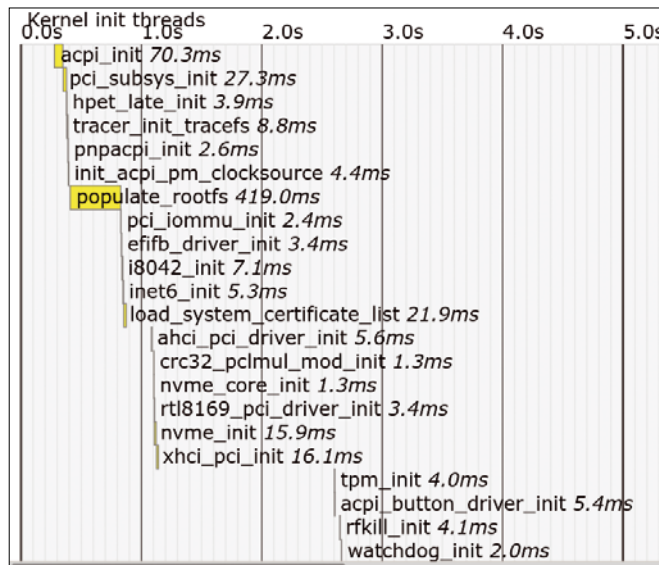 Kernel init threads
0.0s 1.0s 2.0s 3.0s 4.0s 5.0s
acpi_init 70.3ms
pci_subsys_init 27.3ms
hpet_late_init 3.9ms
tracer_init_tracefs 8.8ms
pnpacpi_init 2.6ms
init_acpi_pm_clocksource 4.4ms
populate_rootfs 419.0ms
pci_iommu_init 2.4ms
efifb_driver_init 3.4ms
i8042_init 7.1ms
inet6_init 5.3ms
load_system_certificate_list 21.9ms
ahci_pci_driver_init 5.6ms
crc32_pclmul_mod_init 1.3ms
nvme_core_init 1.3ms
rtl8169_pci_driver_init 3.4ms
nvme_init 15.9ms
xhci_pci_init 16.1ms
tpm_init 4.0ms
acpi_button_driver_init 5.4ms
rfkill_init 4.1ms
watchdog_init 2.0ms